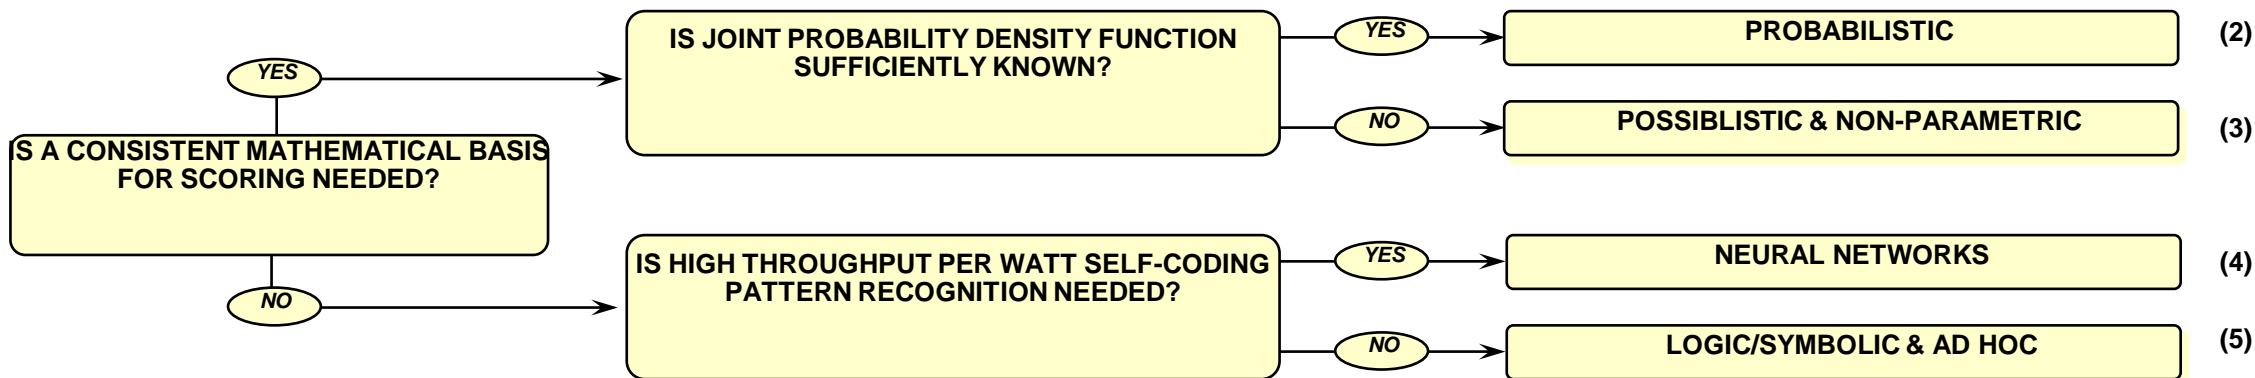 IS A CONSISTENT MATHEMATICAL BASIS
FOR SCORING NEEDED?
YES
NO
IS JOINT PROBABILITY DENSITY FUNCTION
SUFFICIENTLY KNOWN?
YES
PROBABILISTIC
(2)
NO
POSSIBLISTIC & NON-PARAMETRIC
(3)
IS HIGH THROUGHPUT PER WATT SELF-CODING
PATTERN RECOGNITION NEEDED?
YES
NEURAL NETWORKS
(4)
NO
LOGIC/SYMBOLIC & AD HOC
(5)